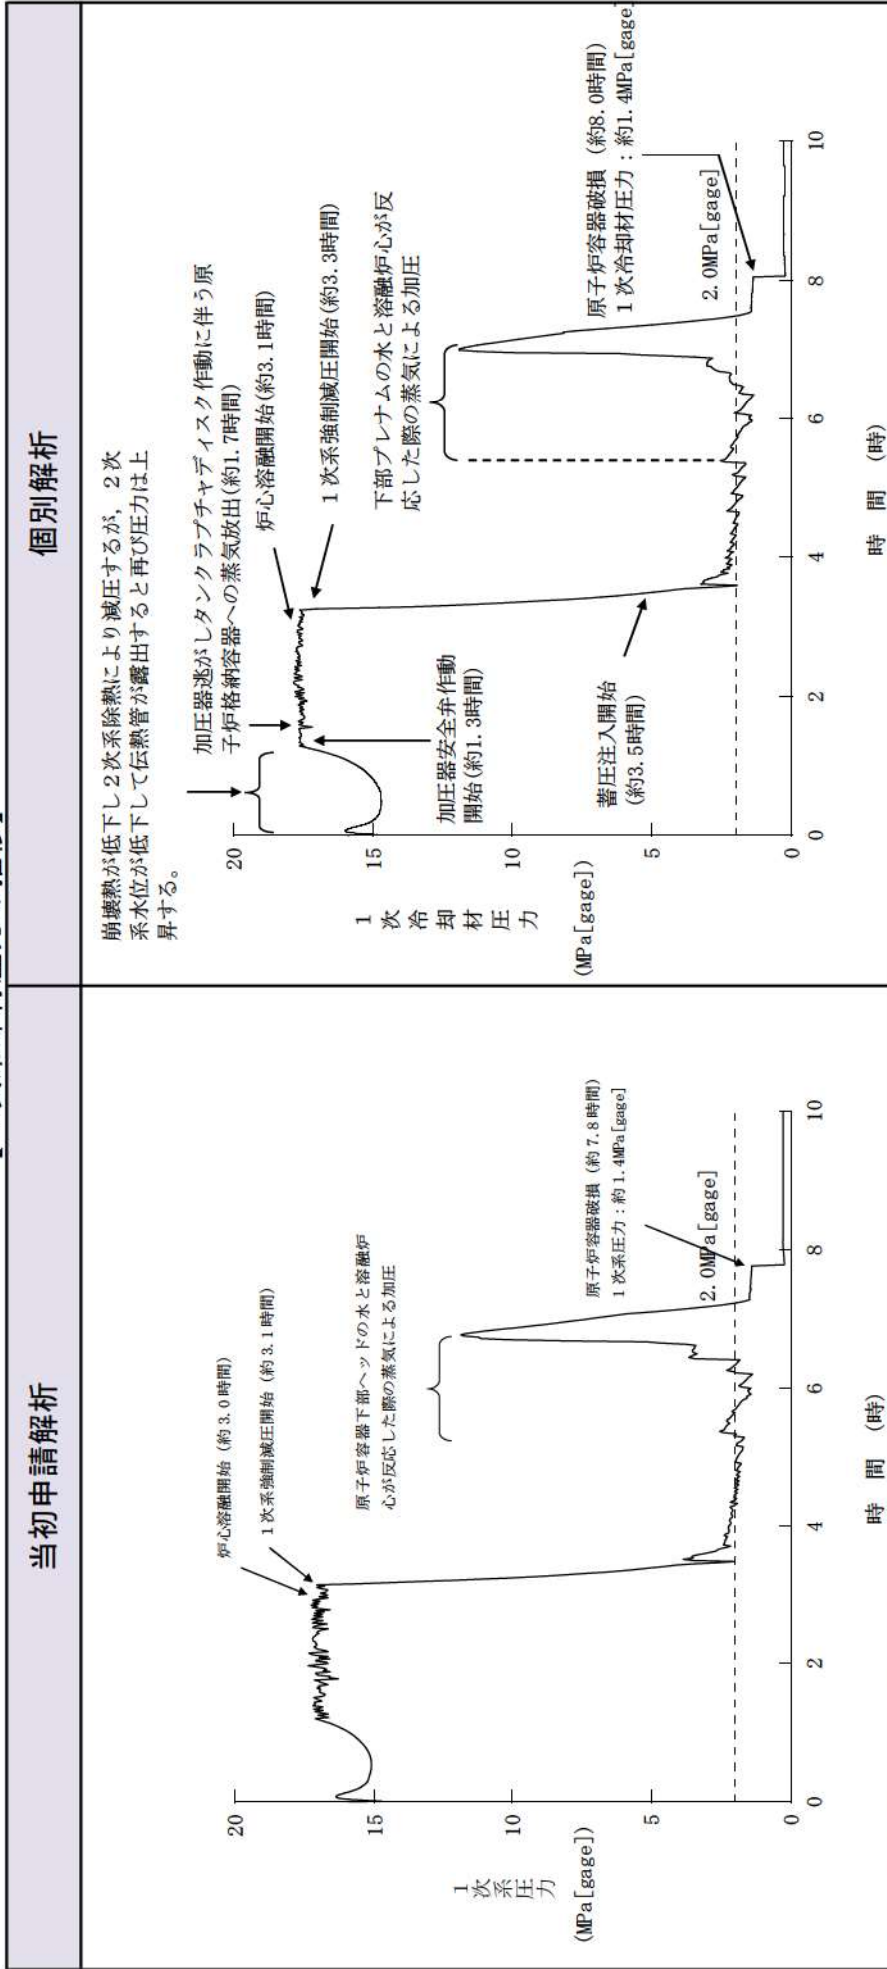 当初申請解析
個別解析
炉心溶融開始（約 3.0 時間）
1 次系強制減圧開始（約 3.1 時間）
原子炉容器下部ヘッドの水と溶融炉
心が反応した際の蒸気による加圧
原子炉容器破損（約 7.8 時間）
1 次系圧力：約 1.4MPa[gage]
2.0MPa[gage]
1
次
系
圧
力
(MPa[gage])
20
15
10
5
0
0
2
4
6
8
10
時　間　(時)
崩壊熱が低下し２次系除熱により減圧するが，２次
系水位が低下して伝熱管が露出すると再び圧力は上
昇する。
加圧器逃がしタンクラプチャディスク作動に伴う原
子炉格納容器への蒸気放出(約1.7時間)
炉心溶融開始(約3.1時間)
１次系強制減圧開始(約3.3時間)
下部プレナムの水と溶融炉心が反
応した際の蒸気による加圧
加圧器安全弁作動
開始(約1.3時間)
蓄圧注入開始
(約3.5時間)
原子炉容器破損（約8.0時間）
１次冷却材圧力：約1.4MPa[gage]
2.0MPa[gage]
１
次
冷
却
材
圧
力
(MPa[gage])
20
15
10
5
0
0
2
4
6
8
10
時　間　(時)